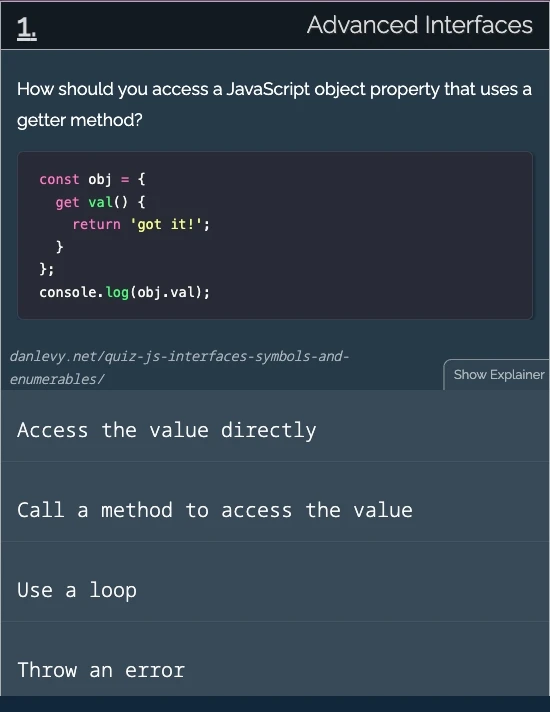 1.
Advanced Interfaces
How should you access a JavaScript object property that uses a
getter method?
const obj = {
  get val() {
    return 'got it!';
  }
};
console.log(obj.val);
danlevy.net/quiz-js-interfaces-symbols-and-
enumerables/
Show Explainer
Access the value directly
Call a method to access the value
Use a loop
Throw an error